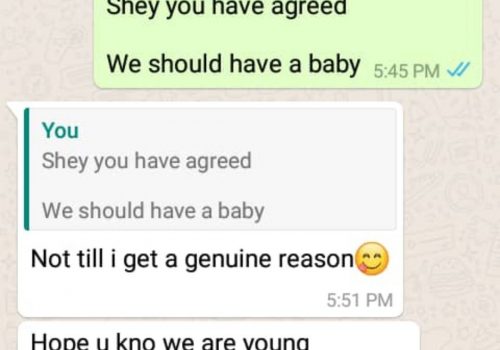 Shey you have agreed
We should have a baby
5:45 PM
You
Shey you have agreed
We should have a baby
Not till i get a genuine reason😋
5:51 PM
Hope u kno we are young